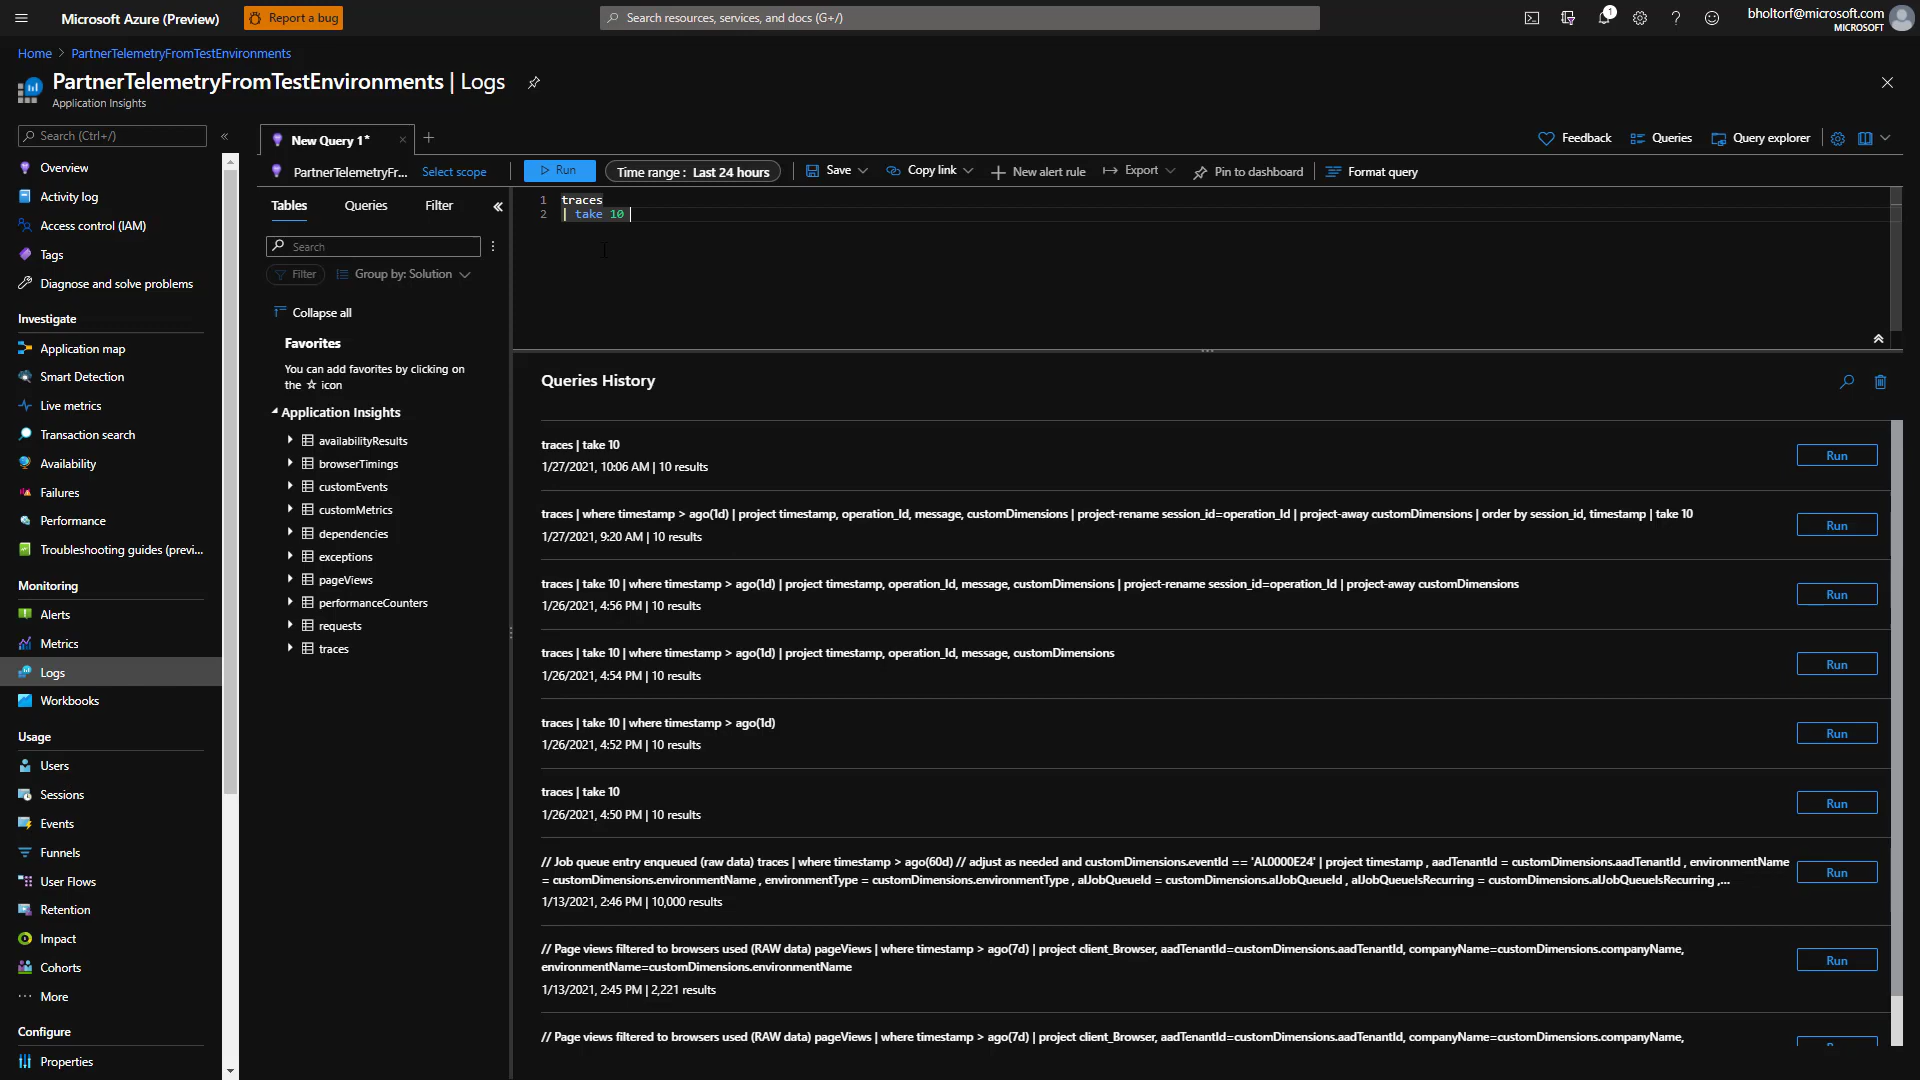 Microsoft Azure (Preview)
Report a bug
Search resources, services, and docs (G+/)
1
bholtorf@microsoft.com
MICROSOFT
Home > PartnerTelemetryFromTestEnvironments
PartnerTelemetryFromTestEnvironments | Logs
Application Insights
Search (Ctrl+/)
Overview
Activity log
Access control (IAM)
Tags
Diagnose and solve problems
Investigate
Application map
Smart Detection
Live metrics
Transaction search
Availability
Failures
Performance
Troubleshooting guides (previ...
Monitoring
Alerts
Metrics
Logs
Workbooks
Usage
Users
Sessions
Events
Funnels
User Flows
Retention
Impact
Cohorts
More
Configure
Properties
New Query 1*
Feedback
Queries
Query explorer
PartnerTelemetryFr...
Select scope
Run
Time range : Last 24 hours
Save
Copy link
New alert rule
Export
Pin to dashboard
Format query
Tables
Queries
Filter
Search
Filter
Group by: Solution
Collapse all
Favorites
You can add favorites by clicking on
the ☆ icon
Application Insights
availabilityResults
browserTimings
customEvents
customMetrics
dependencies
exceptions
pageViews
performanceCounters
requests
traces
1 traces
2 | take 10
Queries History
traces | take 10
1/27/2021, 10:06 AM | 10 results
Run
traces | where timestamp > ago(1d) | project timestamp, operation_Id, message, customDimensions | project-rename session_id=operation_Id | project-away customDimensions | order by session_id, timestamp | take 10
1/27/2021, 9:20 AM | 10 results
Run
traces | take 10 | where timestamp > ago(1d) | project timestamp, operation_Id, message, customDimensions | project-rename session_id=operation_Id | project-away customDimensions
1/26/2021, 4:56 PM | 10 results
Run
traces | take 10 | where timestamp > ago(1d) | project timestamp, operation_Id, message, customDimensions
1/26/2021, 4:54 PM | 10 results
Run
traces | take 10 | where timestamp > ago(1d)
1/26/2021, 4:52 PM | 10 results
Run
traces | take 10
1/26/2021, 4:50 PM | 10 results
Run
// Job queue entry enqueued (raw data) traces | where timestamp > ago(60d) // adjust as needed and customDimensions.eventId == 'AL0000E24' | project timestamp , aadTenantId = customDimensions.aadTenantId , environmentName
= customDimensions.environmentName , environmentType = customDimensions.environmentType , alJobQueueId = customDimensions.alJobQueueId , alJobQueueIsRecurring = customDimensions.alJobQueueIsRecurring ,...
1/13/2021, 2:46 PM | 10,000 results
Run
// Page views filtered to browsers used (RAW data) pageViews | where timestamp > ago(7d) | project client_Browser, aadTenantId=customDimensions.aadTenantId, companyName=customDimensions.companyName,
environmentName=customDimensions.environmentName
1/13/2021, 2:45 PM | 2,221 results
Run
// Page views filtered to browsers used (RAW data) pageViews | where timestamp > ago(7d) | project client_Browser, aadTenantId=customDimensions.aadTenantId, companyName=customDimensions.companyName,